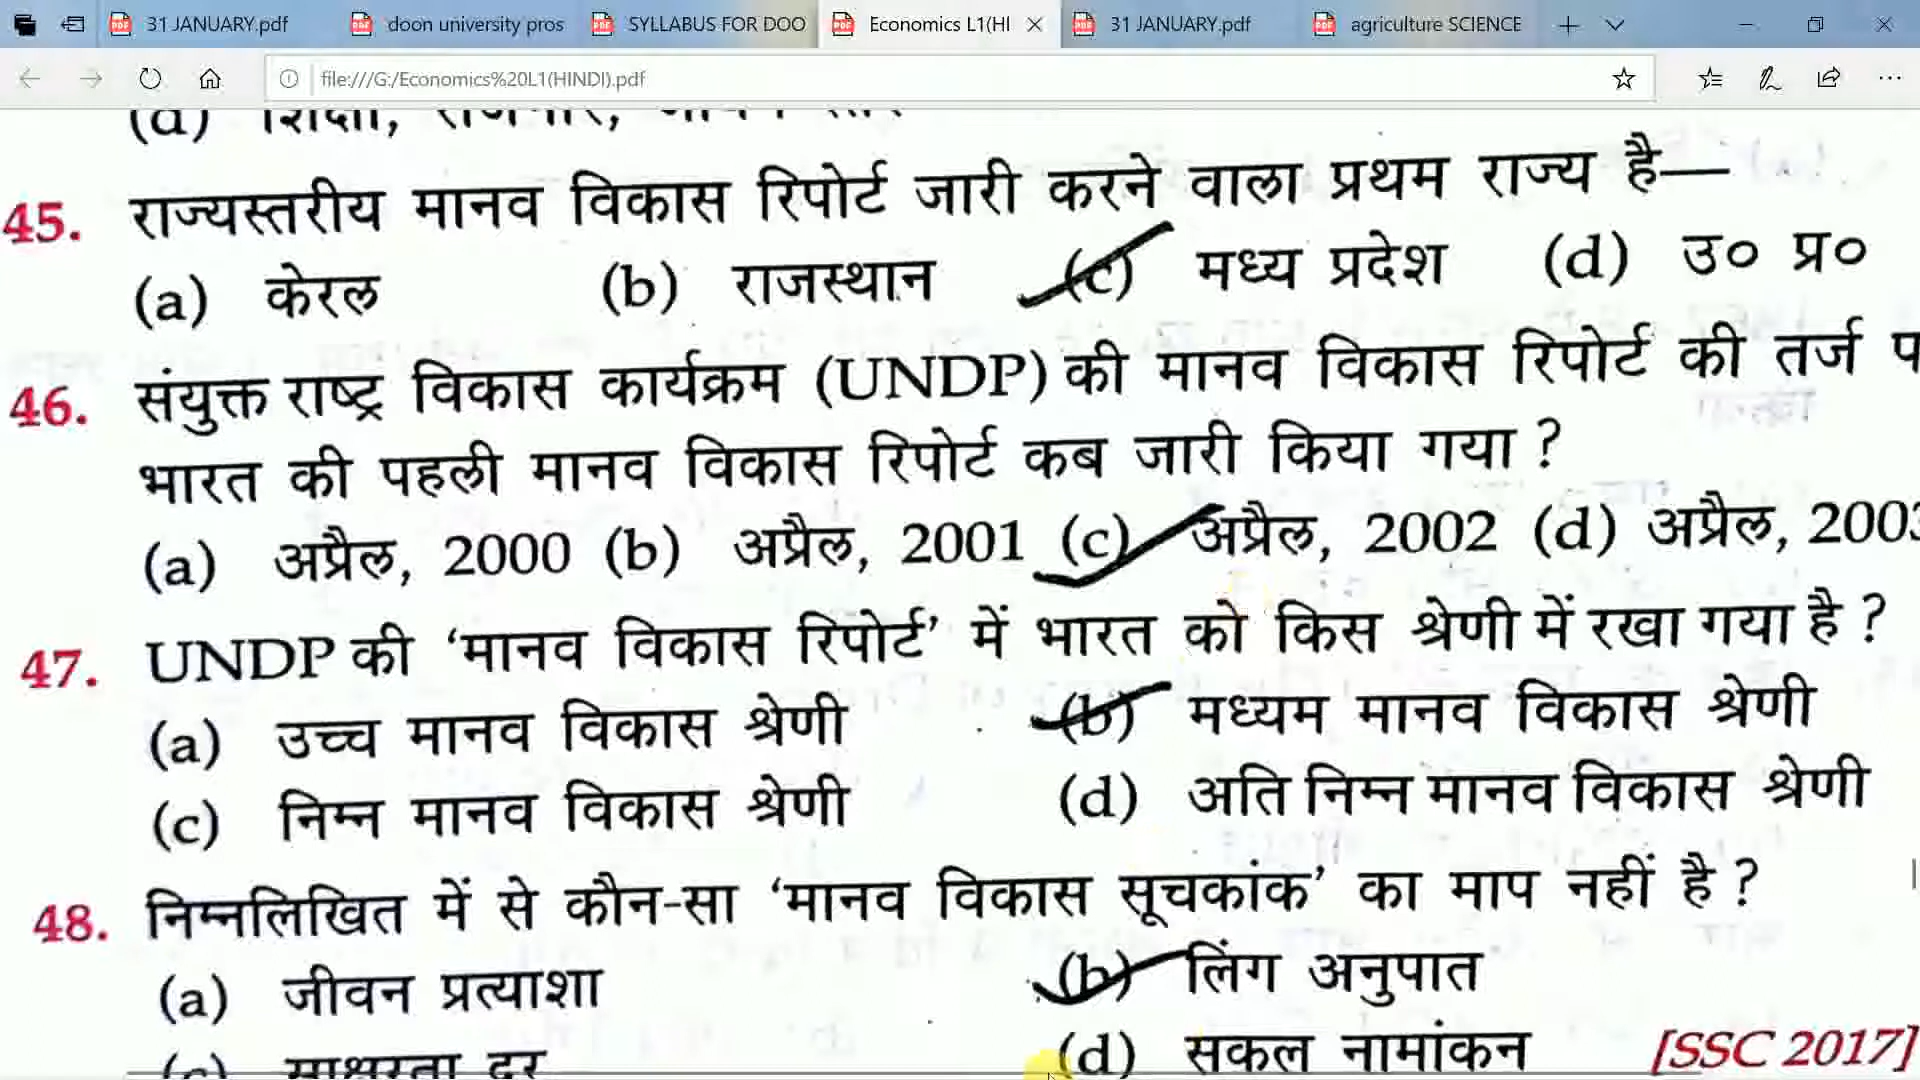 31 JANUARY.pdf doon university pros SYLLABUS FOR DOO Economics L1(HI 31 JANUARY.pdf agriculture SCIENCE
file:///G:/Economics%20L1(HINDI).pdf
45. राज्यस्तरीय मानव विकास रिपोर्ट जारी करने वाला प्रथम राज्य है—
(a) केरल (b) राजस्थान (c) मध्य प्रदेश (d) उ० प्र०
46. संयुक्त राष्ट्र विकास कार्यक्रम (UNDP) की मानव विकास रिपोर्ट की तर्ज प
भारत की पहली मानव विकास रिपोर्ट कब जारी किया गया ?
(a) अप्रैल, 2000 (b) अप्रैल, 2001 (c) अप्रैल, 2002 (d) अप्रैल, 2003
47. UNDP की ‘मानव विकास रिपोर्ट’ में भारत को किस श्रेणी में रखा गया है ?
(a) उच्च मानव विकास श्रेणी (b) मध्यम मानव विकास श्रेणी
(c) निम्न मानव विकास श्रेणी (d) अति निम्न मानव विकास श्रेणी
48. निम्नलिखित में से कौन-सा ‘मानव विकास सूचकांक’ का माप नहीं है ?
(a) जीवन प्रत्याशा (b) लिंग अनुपात
(c) साक्षरता दर (d) सकल नामांकन [SSC 2017]